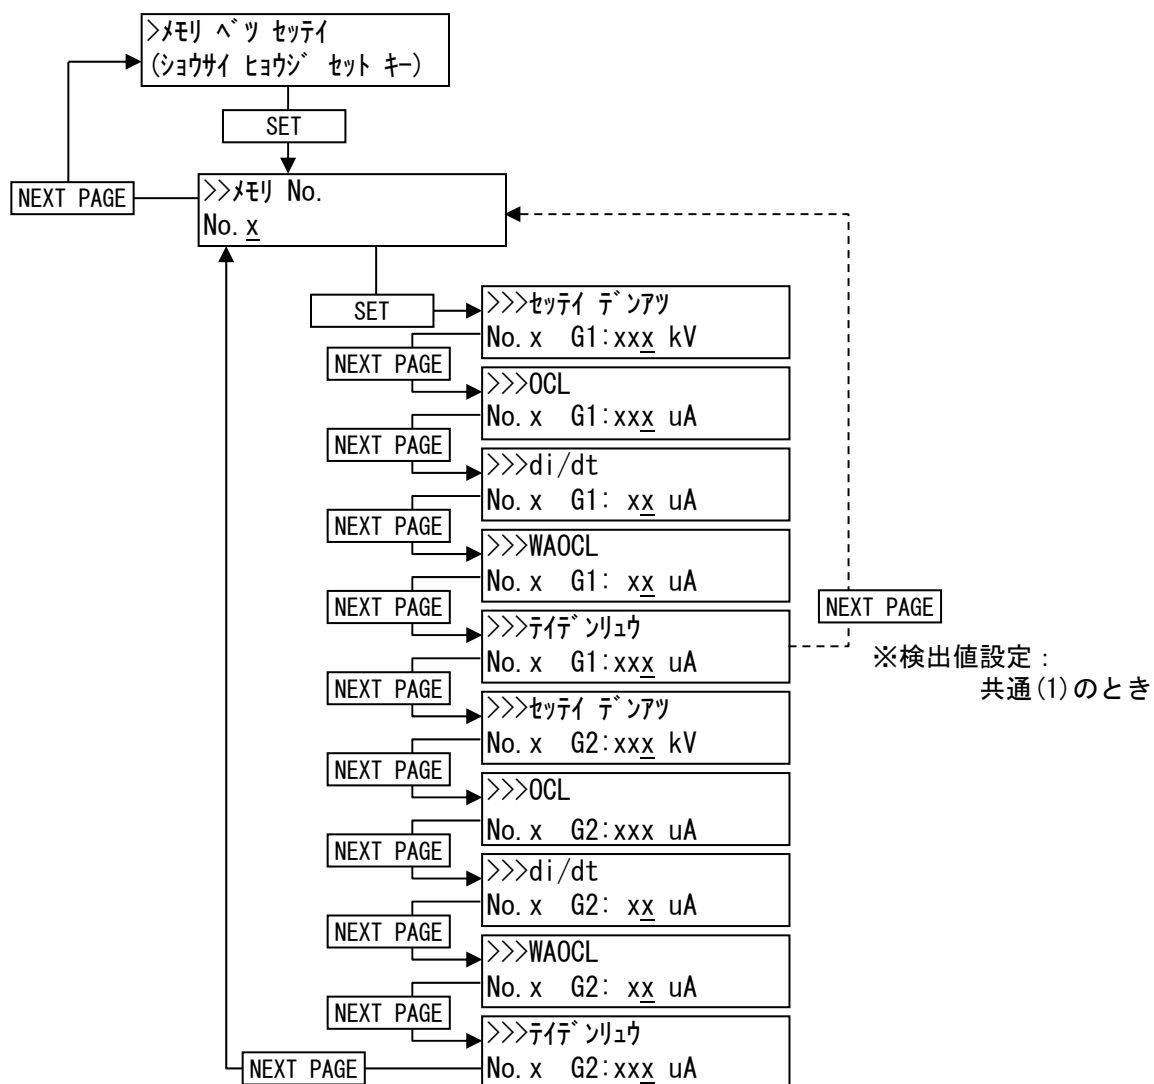 >ﾒﾓﾘ ﾍﾞﾂ ｾｯﾃｲ
(ｼｮｳｻｲ ﾋｮｳｼﾞ ｾｯﾄ ｷｰ)
SET
NEXT PAGE
>>ﾒﾓﾘ No.
No. x
SET
>>>ｾｯﾃｲ ﾃﾞﾝｱﾂ
No. x G1:xxx kV
NEXT PAGE
>>>OCL
No. x G1:xxx uA
NEXT PAGE
>>>di/dt
No. x G1: xx uA
NEXT PAGE
>>>WAOCL
No. x G1: xx uA
NEXT PAGE
>>>ﾃｲﾃﾞﾝﾘｭｳ
No. x G1:xxx uA
NEXT PAGE
※検出値設定:
共通(1)のとき
NEXT PAGE
>>>ｾｯﾃｲ ﾃﾞﾝｱﾂ
No. x G2:xxx kV
NEXT PAGE
>>>OCL
No. x G2:xxx uA
NEXT PAGE
>>>di/dt
No. x G2: xx uA
NEXT PAGE
>>>WAOCL
No. x G2: xx uA
NEXT PAGE
>>>ﾃｲﾃﾞﾝﾘｭｳ
No. x G2:xxx uA
NEXT PAGE